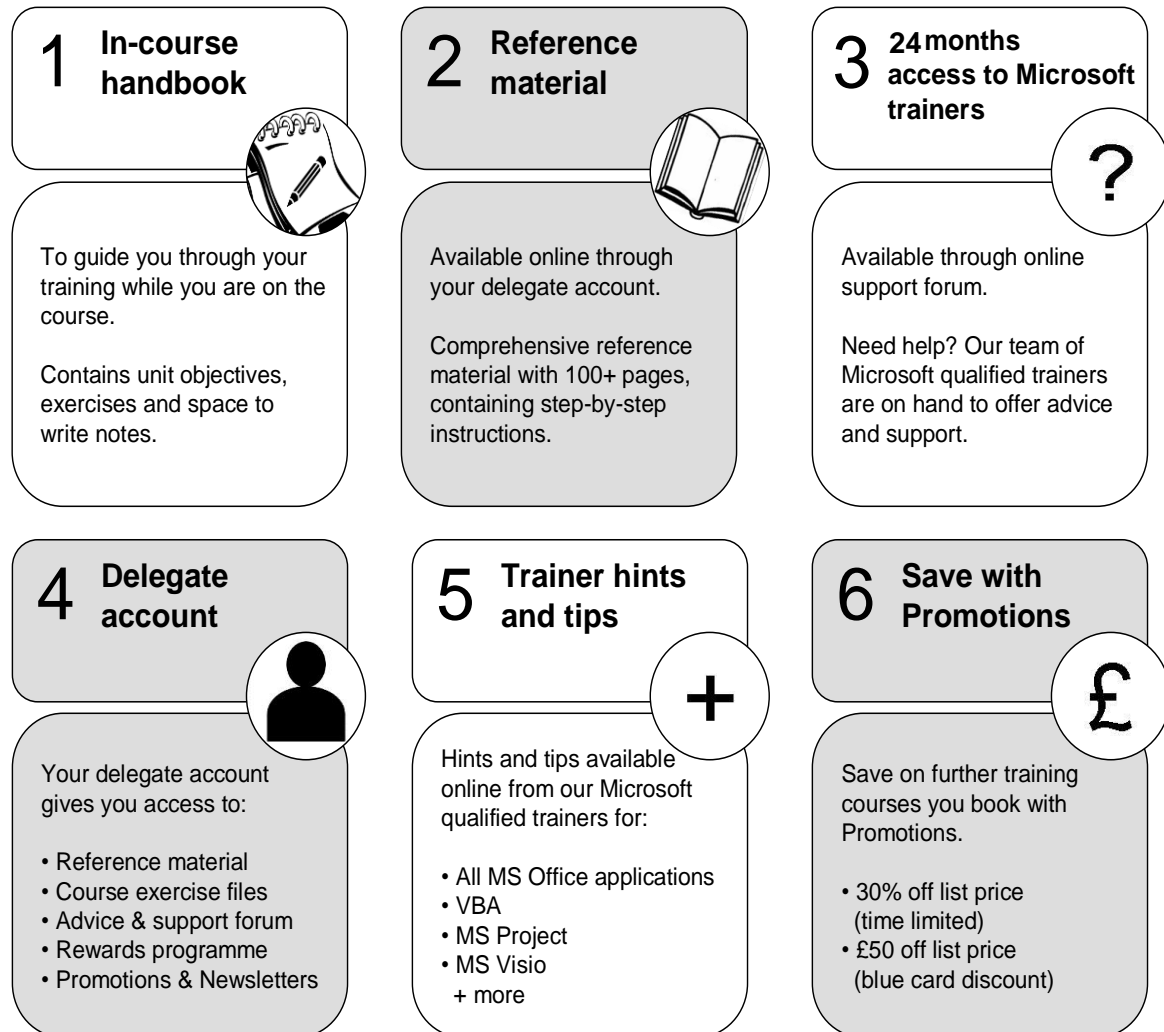 1
In-course
handbook
To guide you through your
training while you are on the
course.
Contains unit objectives,
exercises and space to
write notes.
2
Reference
material
Available online through
your delegate account.
Comprehensive reference
material with 100+ pages,
containing step-by-step
instructions.
3
24months
access to Microsoft
trainers
?
Available through online
support forum.
Need help? Our team of
Microsoft qualified trainers
are on hand to offer advice
and support.
4
Delegate
account
Your delegate account
gives you access to:
• Reference material
• Course exercise files
• Advice & support forum
• Rewards programme
• Promotions & Newsletters
5
Trainer hints
and tips
+
Hints and tips available
online from our Microsoft
qualified trainers for:
• All MS Office applications
• VBA
• MS Project
• MS Visio
+ more
6
Save with
Promotions
£
Save on further training
courses you book with
Promotions.
• 30% off list price
(time limited)
• £50 off list price
(blue card discount)